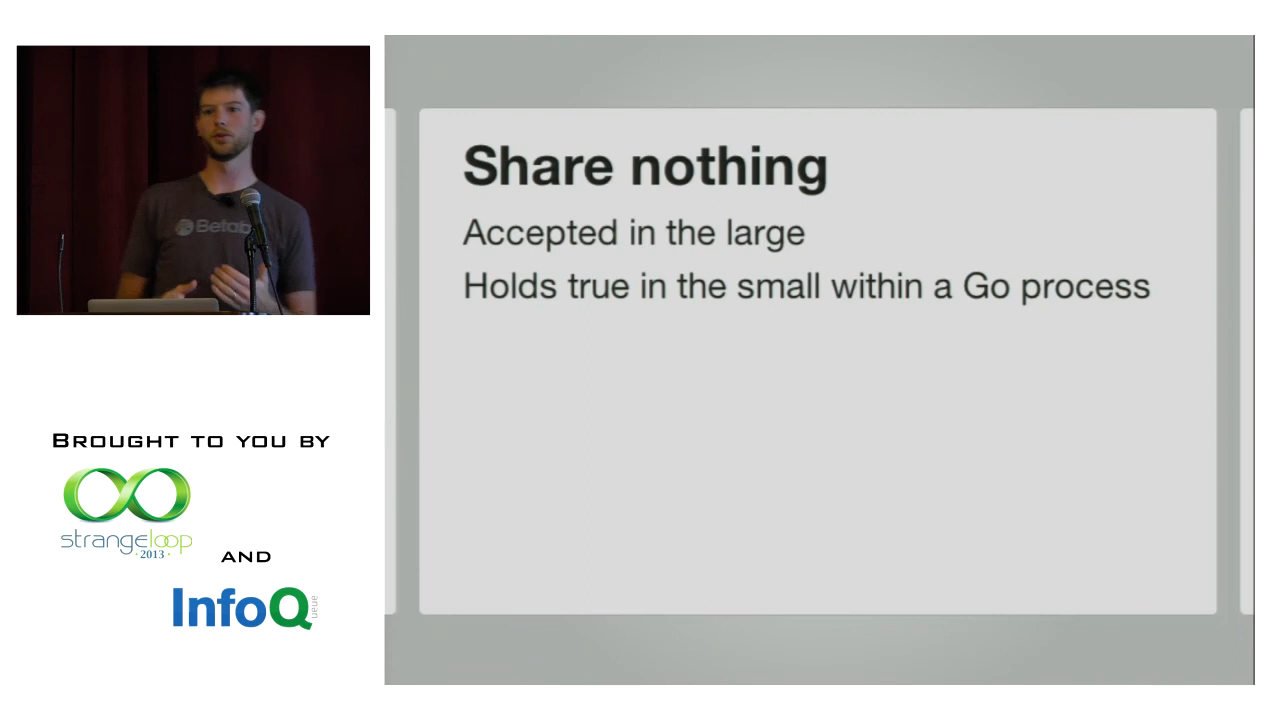 Share nothing
Accepted in the large
Holds true in the small within a Go process
BROUGHT TO YOU BY
strangeloop
· 2013 ·
AND
InfoQ